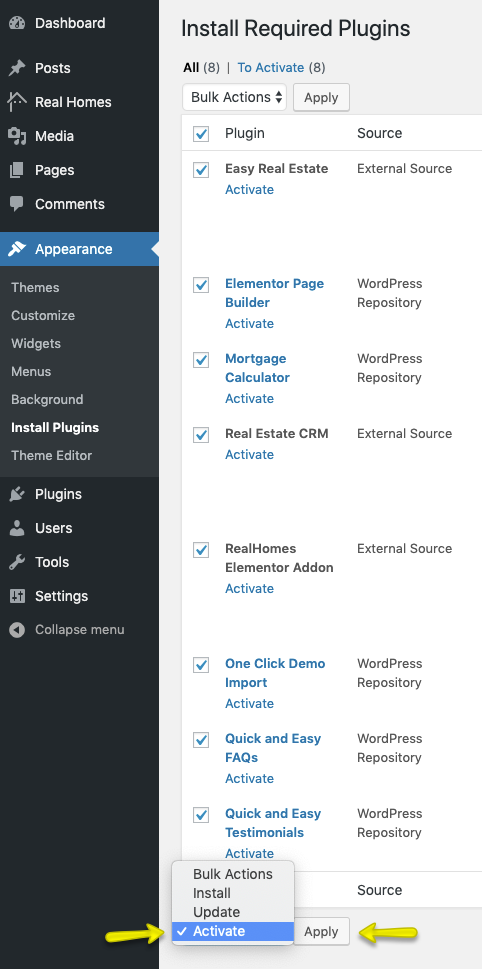 Dashboard
Posts
Real Homes
Media
Pages
Comments
Appearance
Themes
Customize
Widgets
Menus
Background
Install Plugins
Theme Editor
Plugins
Users
Tools
Settings
Collapse menu
Install Required Plugins
All (8) | To Activate (8)
Bulk Actions Apply
Plugin Source
Easy Real Estate External Source
Activate
Elementor Page WordPress
Builder Repository
Activate
Mortgage WordPress
Calculator Repository
Activate
Real Estate CRM External Source
Activate
RealHomes External Source
Elementor Addon
Activate
One Click Demo WordPress
Import Repository
Activate
Quick and Easy WordPress
FAQs Repository
Activate
Quick and Easy WordPress
Testimonials Repository
Activate
Bulk Actions
Install Source
Update
Activate Apply